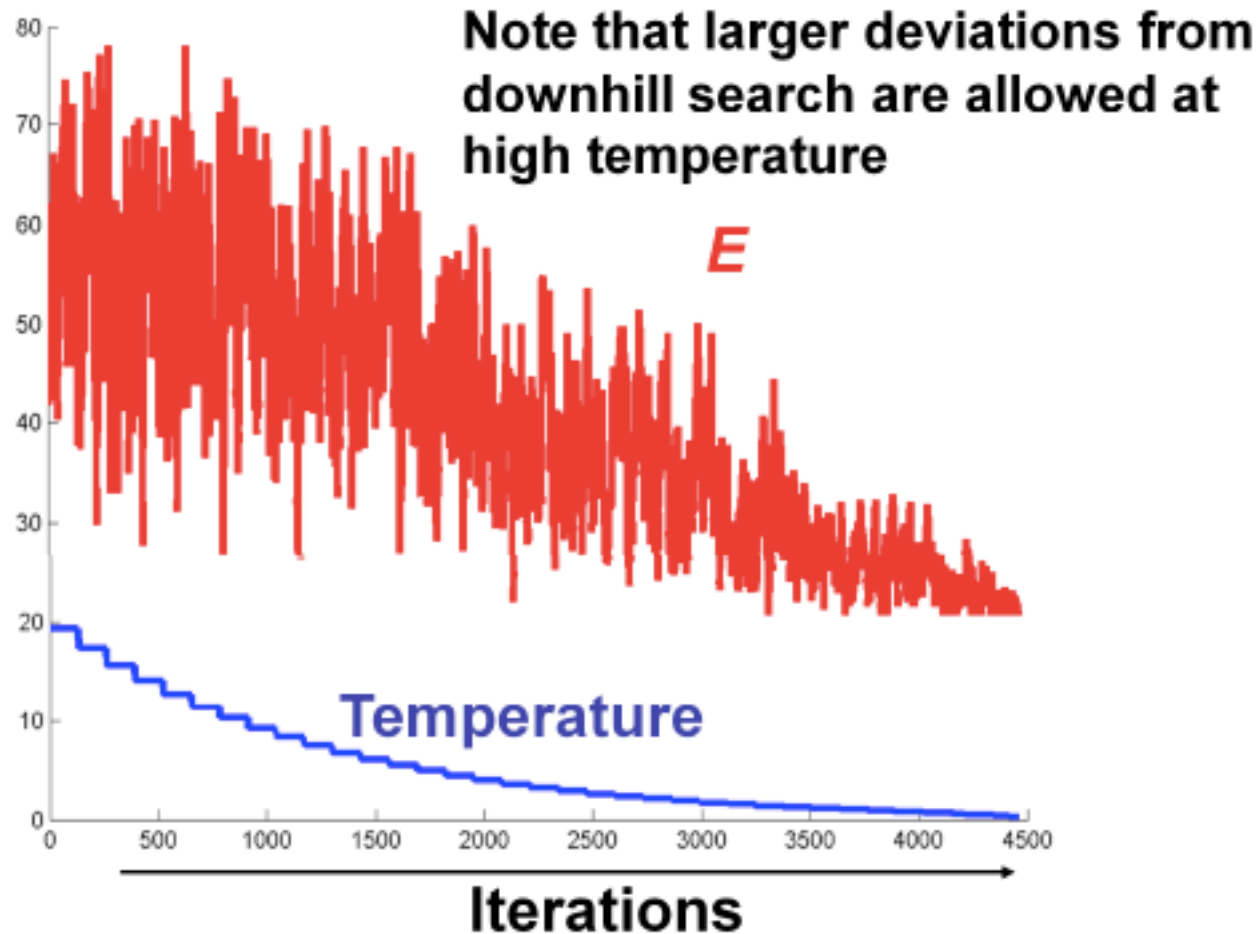 Note that larger deviations from
downhill search are allowed at
high temperature
E
Temperature
80
70
60
50
40
30
20
10
0
0 500 1000 1500 2000 2500 3000 3500 4000 4500
Iterations